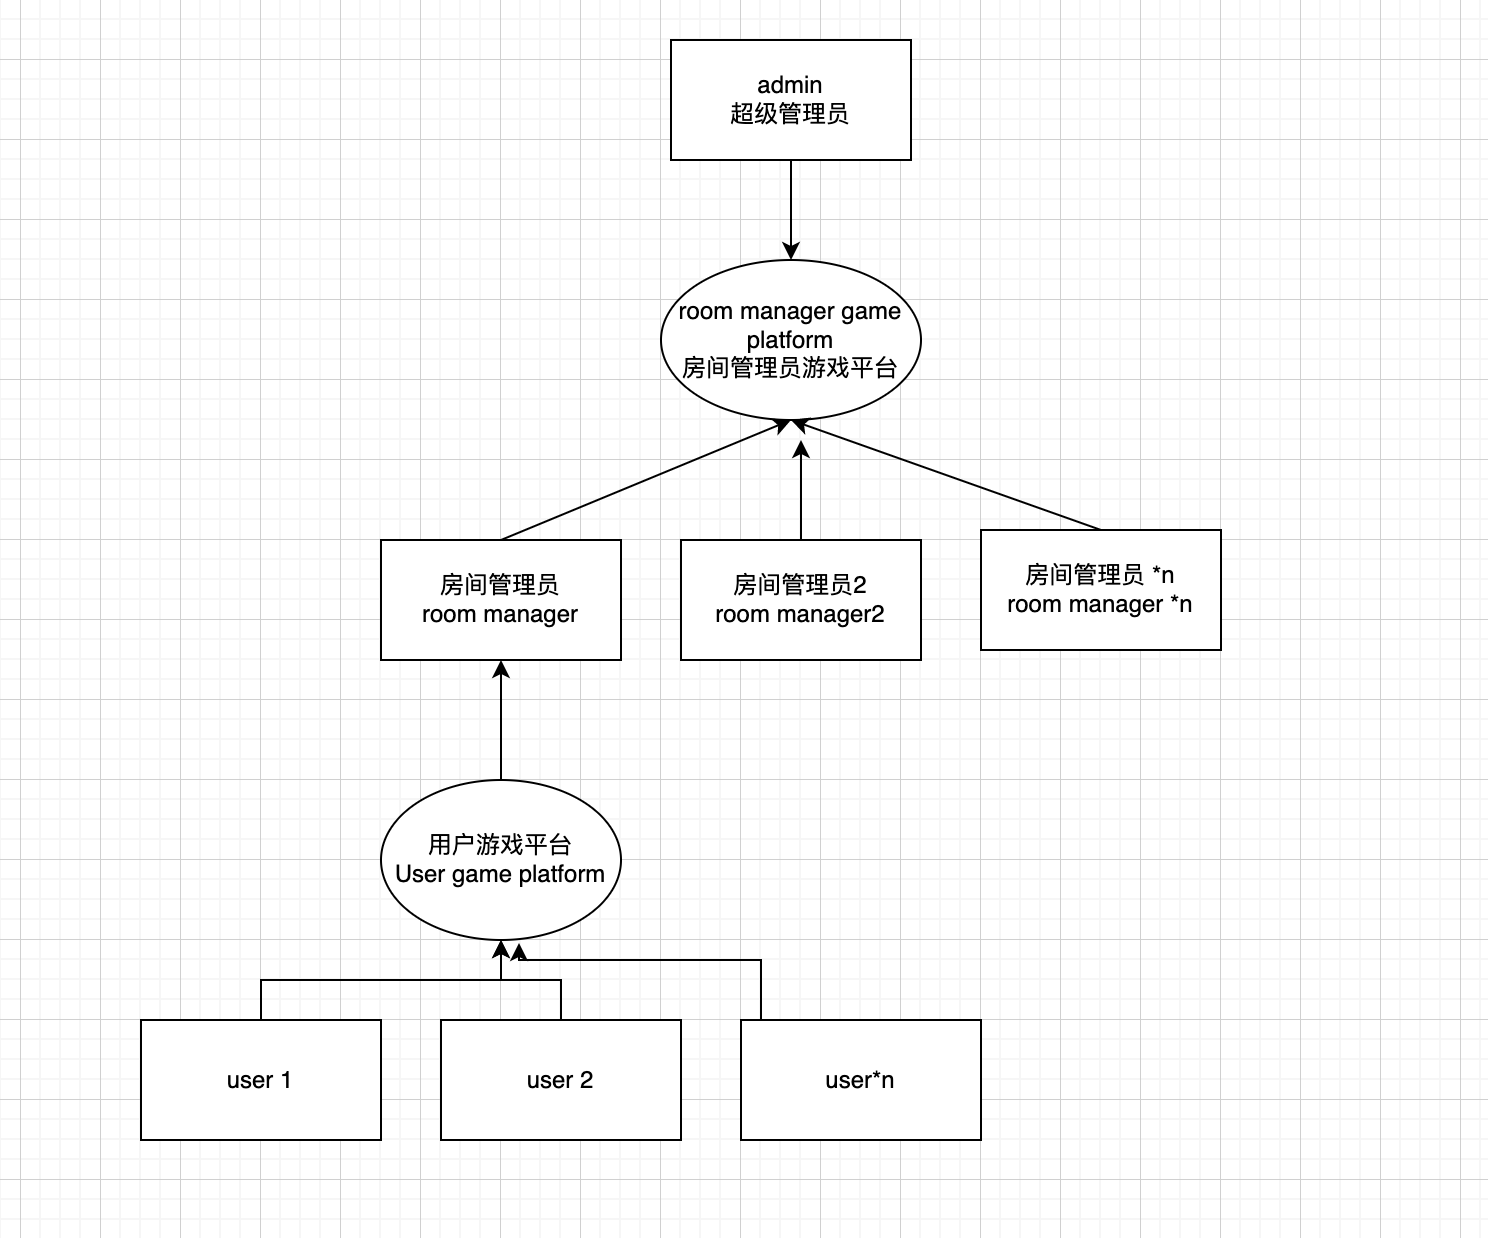 admin
超级管理员
room manager game
platform
房间管理员游戏平台
房间管理员
room manager
房间管理员2
room manager2
房间管理员 *n
room manager *n
用户游戏平台
User game platform
user 1
user 2
user*n